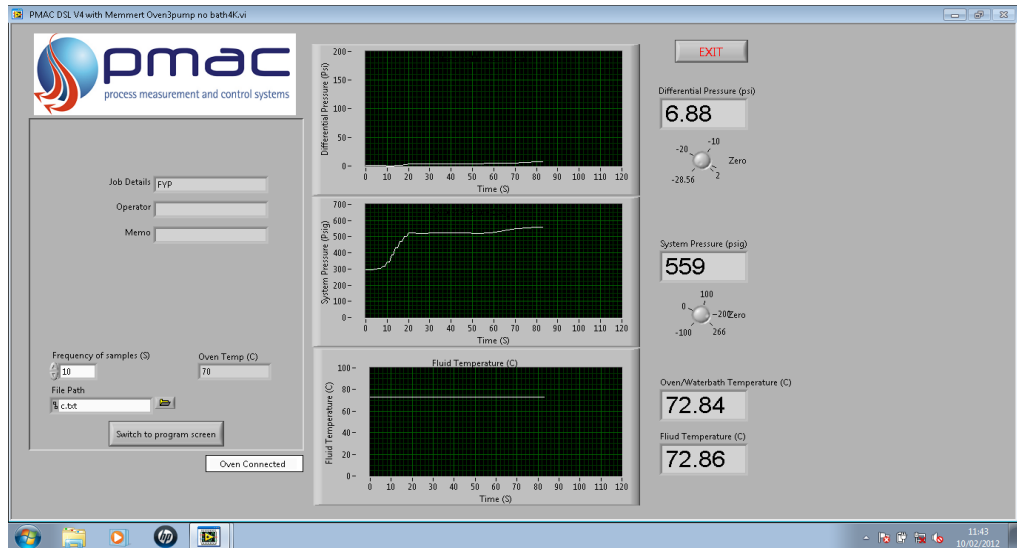 PMAC DSL V4 with Memmert Oven3pump no bath4K.vi
pmac
process measurement and control systems
Job Details FYP
Operator
Memo
Frequency of samples (S)
10
Oven Temp (C)
70
File Path
c.txt
Switch to program screen
Oven Connected
Differential Pressure (Psi)
200
150
100
50
0
0 10 20 30 40 50 60 70 80 90 100 110 120
Time (S)
System Pressure (Psig)
700
600
500
400
300
200
100
0
0 10 20 30 40 50 60 70 80 90 100 110 120
Time (S)
Fluid Temperature (C)
Fluid Temperature (C)
100
80
60
40
20
0
0 10 20 30 40 50 60 70 80 90 100 110 120
Time (S)
EXIT
Differential Pressure (psi)
6.88
-20 -10
Zero
-28.56 2
System Pressure (psig)
559
100
0 -200 Zero
-100 266
Oven/Waterbath Temperature (C)
72.84
Fliud Temperature (C)
72.86
hp
11:43
10/02/2012